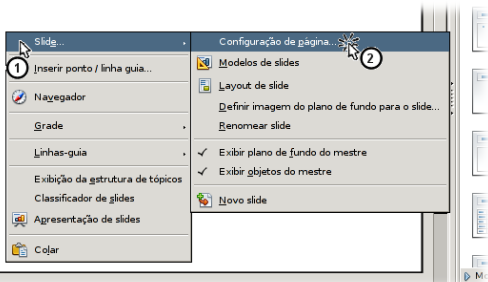 Slide...
1
Inserir ponto / linha guia...
Navegador
Grade
Linhas-guia
Exibição da estrutura de tópicos
Classificador de slides
Apresentação de slides
Colar
Configuração de página...
2
Modelos de slides
Layout de slide
Definir imagem do plano de fundo para o slide...
Renomear slide
Exibir plano de fundo do mestre
Exibir objetos do mestre
Novo slide